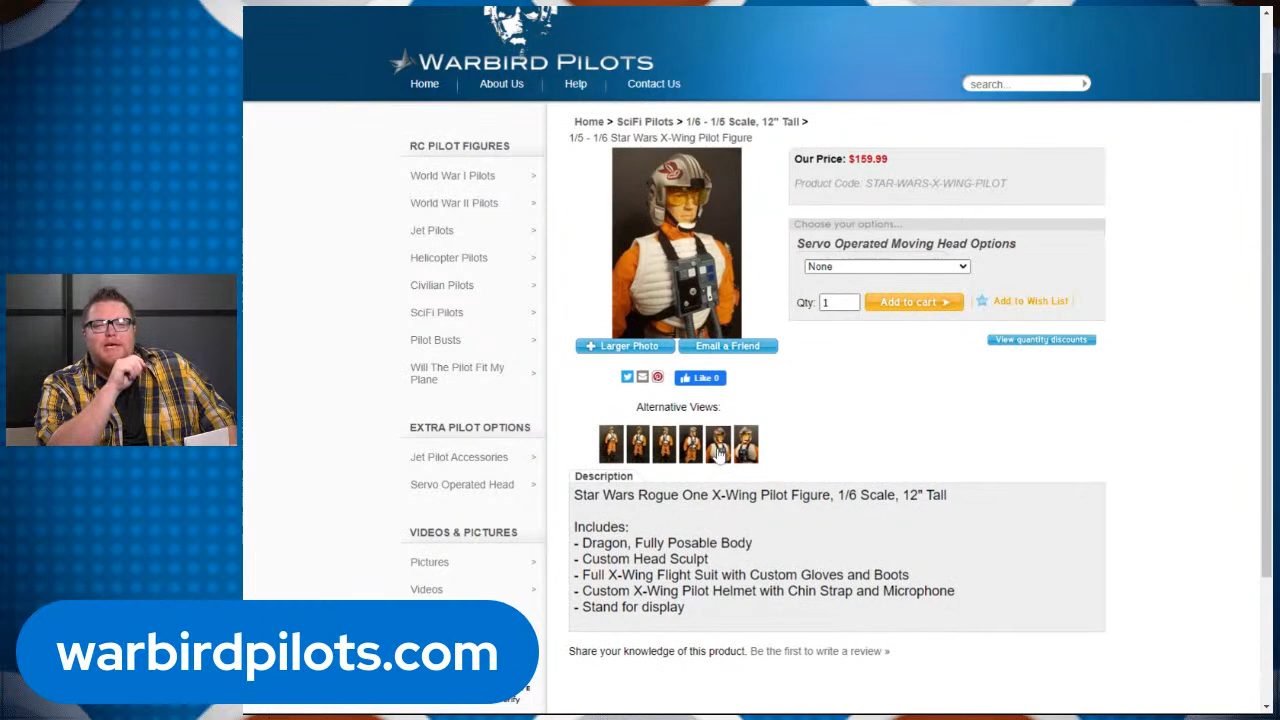 WARBIRD PILOTS
Home
About Us
Help
Contact Us
search...
RC PILOT FIGURES
World War I Pilots >
World War II Pilots >
Jet Pilots >
Helicopter Pilots >
Civilian Pilots >
SciFi Pilots >
Pilot Busts >
Will The Pilot Fit My
Plane >
EXTRA PILOT OPTIONS
Jet Pilot Accessories >
Servo Operated Head >
VIDEOS & PICTURES
Pictures >
Videos >
Home > SciFi Pilots > 1/6 - 1/5 Scale, 12" Tall >
1/5 - 1/6 Star Wars X-Wing Pilot Figure
Our Price: $159.99
Product Code: STAR-WARS-X-WING-PILOT
Choose your options...
Servo Operated Moving Head Options
None
Qty: 1
Add to cart
Add to Wish List
View quantity discounts
Larger Photo
Email a Friend
Like 0
Alternative Views:
Description
Star Wars Rogue One X-Wing Pilot Figure, 1/6 Scale, 12" Tall
Includes:
- Dragon, Fully Posable Body
- Custom Head Sculpt
- Full X-Wing Flight Suit with Custom Gloves and Boots
- Custom X-Wing Pilot Helmet with Chin Strap and Microphone
- Stand for display
Share your knowledge of this product. Be the first to write a review »
warbirdpilots.com